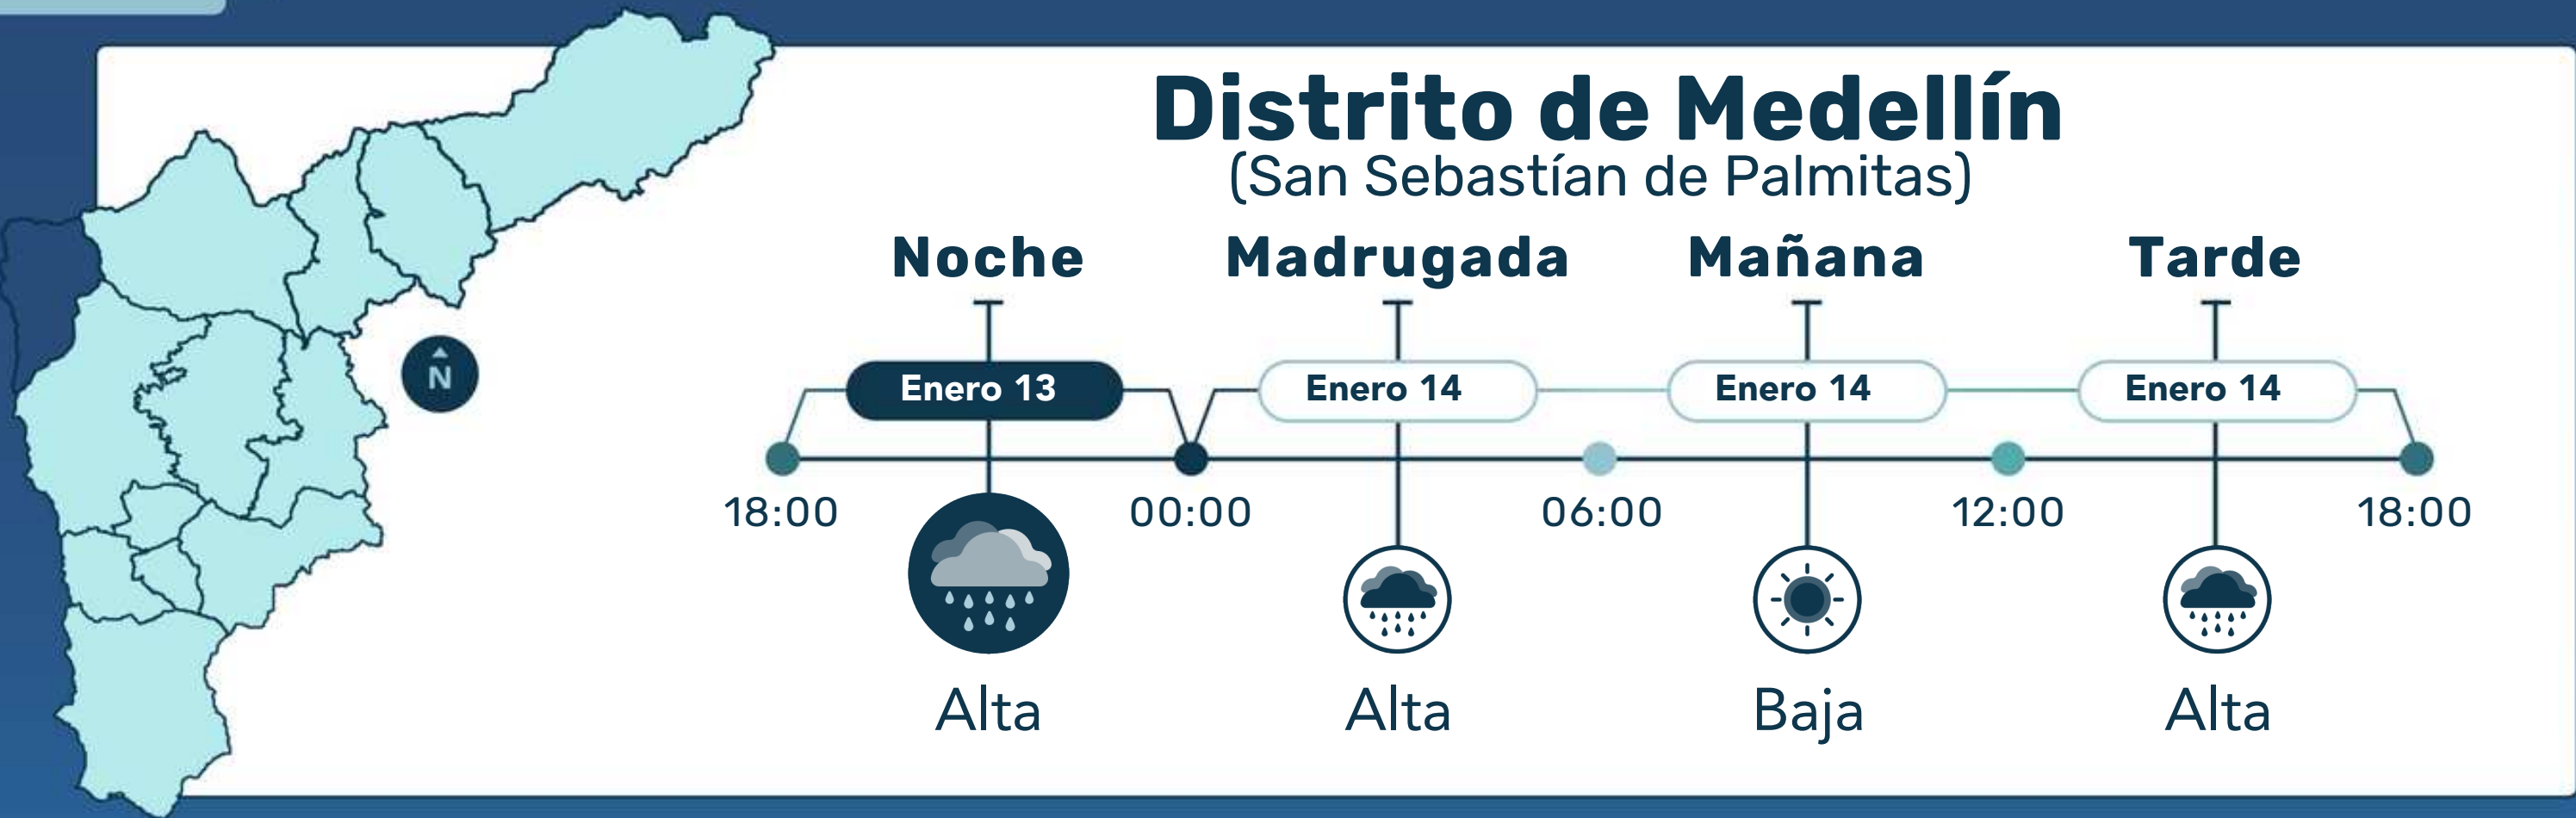 Distrito de Medellín
(San Sebastían de Palmitas)
Noche Madrugada Mañana Tarde
Enero 13 Enero 14 Enero 14 Enero 14
N
18:00 00:00 06:00 12:00 18:00
Alta Alta Baja Alta